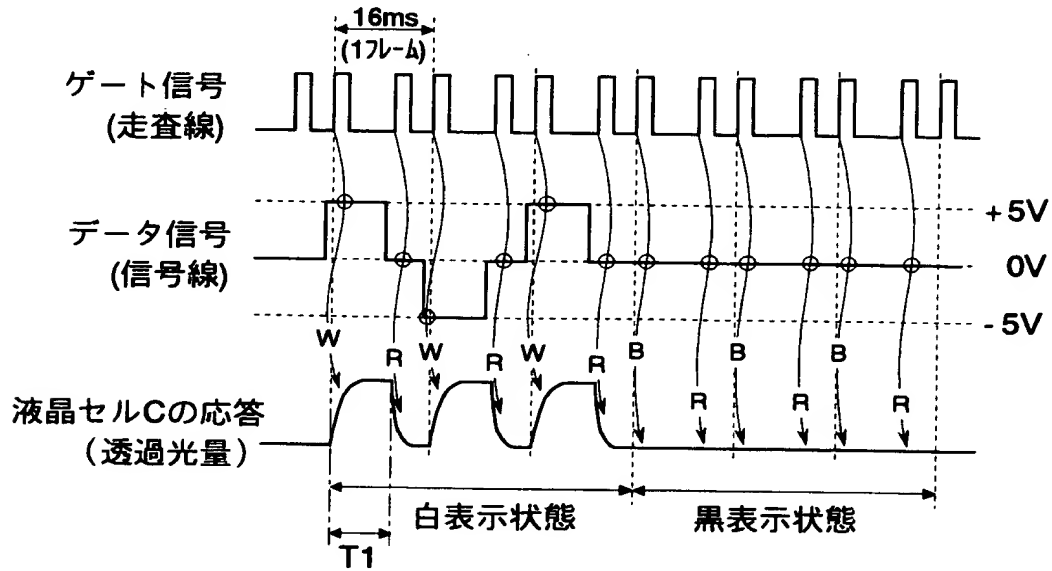 16ms
(1フレーム)
ゲート信号
(走査線)
データ信号
(信号線)
+5V
0V
-5V
W R W R W R B R B R B R
液晶セルCの応答
(透過光量)
白表示状態
黒表示状態
T1